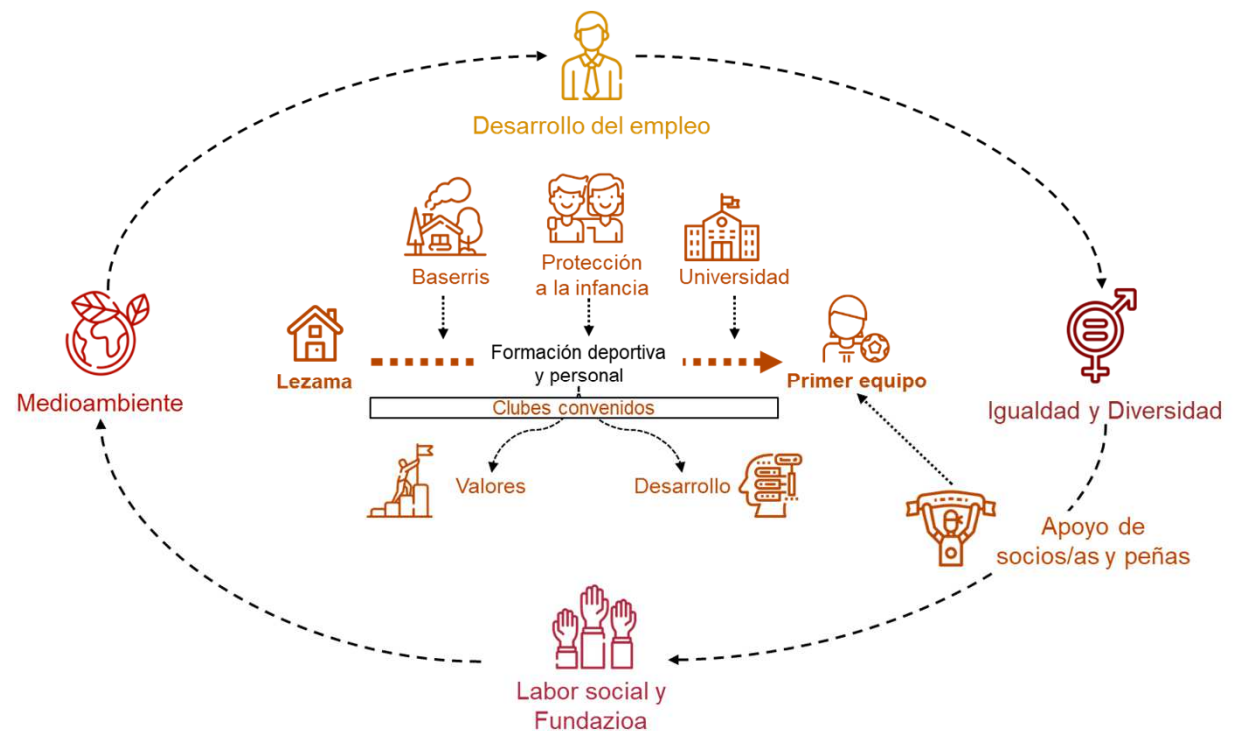 Desarrollo del empleo
Baserris
Protección
a la infancia
Universidad
Lezama
Formación deportiva
y personal
Primer equipo
Medioambiente
Igualdad y Diversidad
Clubes convenidos
Valores
Desarrollo
Apoyo de
socios/as y peñas
Labor social y
Fundazioa